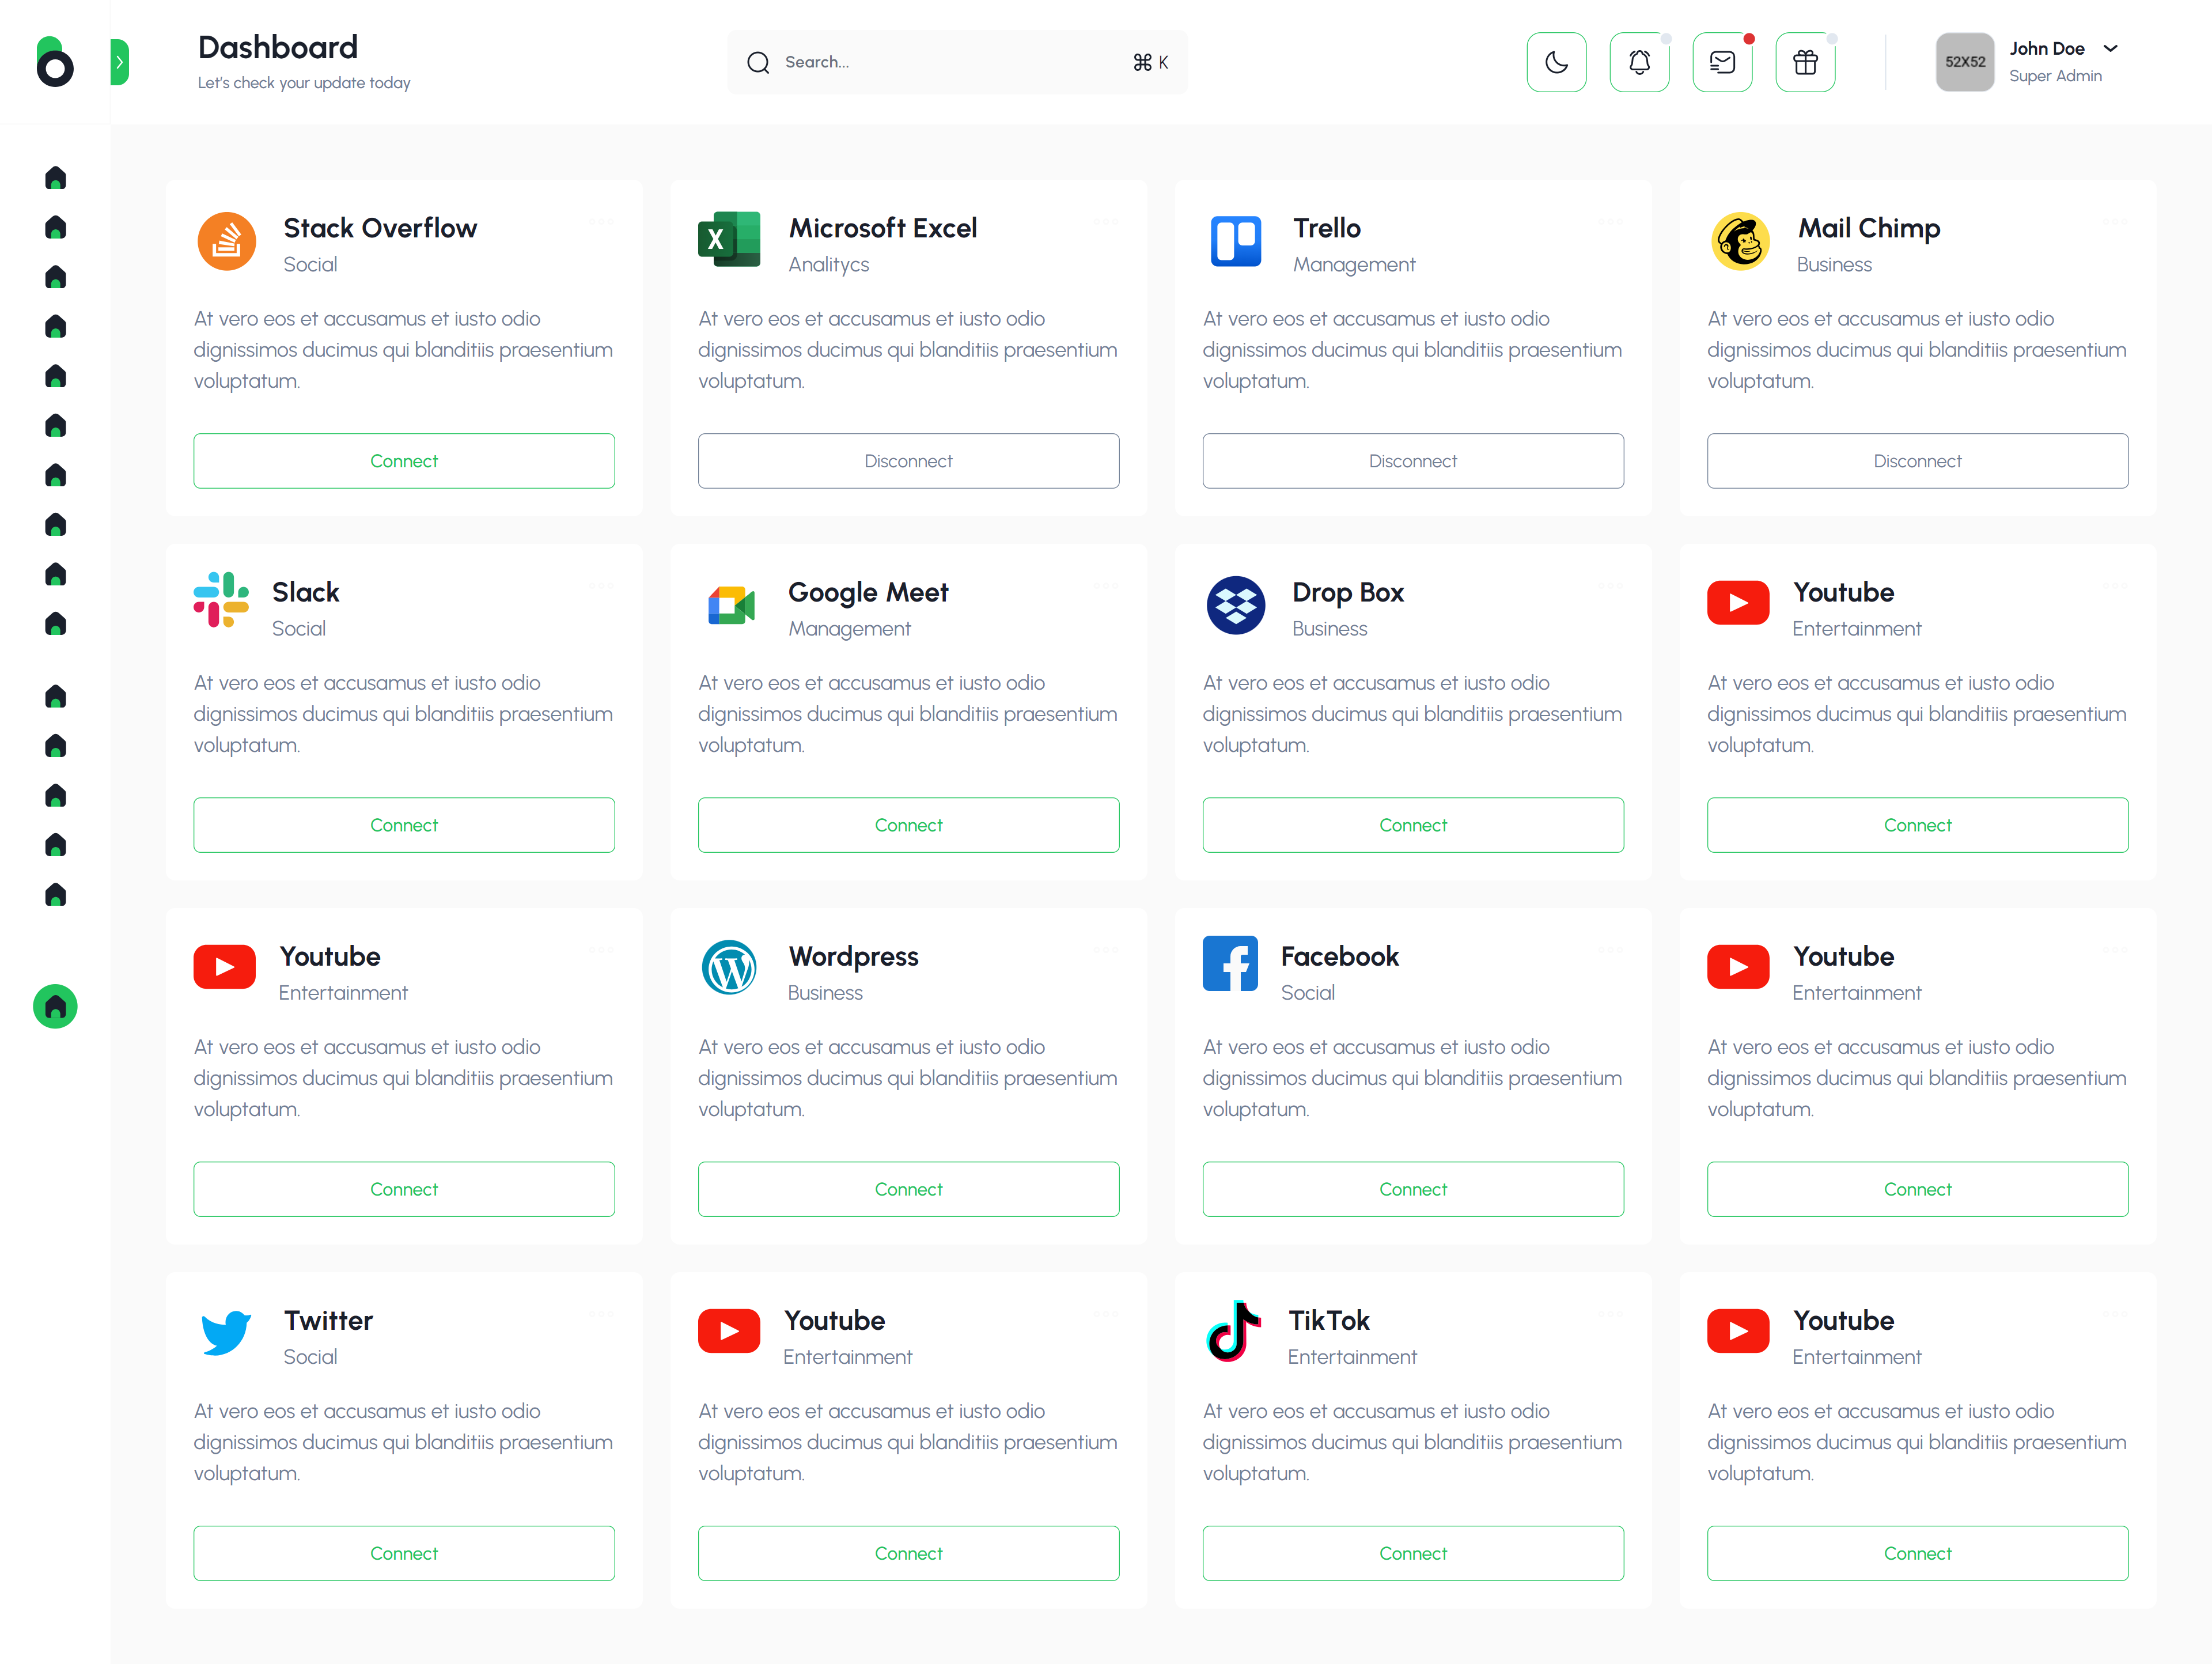 Dashboard
Let's check your update today
Search...
⌘ K
52X52
John Doe
Super Admin
Stack Overflow
Social
At vero eos et accusamus et iusto odio
dignissimos ducimus qui blanditiis praesentium
voluptatum.
Connect
Microsoft Excel
Analitycs
At vero eos et accusamus et iusto odio
dignissimos ducimus qui blanditiis praesentium
voluptatum.
Disconnect
Trello
Management
At vero eos et accusamus et iusto odio
dignissimos ducimus qui blanditiis praesentium
voluptatum.
Disconnect
Mail Chimp
Business
At vero eos et accusamus et iusto odio
dignissimos ducimus qui blanditiis praesentium
voluptatum.
Disconnect
Slack
Social
At vero eos et accusamus et iusto odio
dignissimos ducimus qui blanditiis praesentium
voluptatum.
Connect
Google Meet
Management
At vero eos et accusamus et iusto odio
dignissimos ducimus qui blanditiis praesentium
voluptatum.
Connect
Drop Box
Business
At vero eos et accusamus et iusto odio
dignissimos ducimus qui blanditiis praesentium
voluptatum.
Connect
Youtube
Entertainment
At vero eos et accusamus et iusto odio
dignissimos ducimus qui blanditiis praesentium
voluptatum.
Connect
Youtube
Entertainment
At vero eos et accusamus et iusto odio
dignissimos ducimus qui blanditiis praesentium
voluptatum.
Connect
Wordpress
Business
At vero eos et accusamus et iusto odio
dignissimos ducimus qui blanditiis praesentium
voluptatum.
Connect
Facebook
Social
At vero eos et accusamus et iusto odio
dignissimos ducimus qui blanditiis praesentium
voluptatum.
Connect
Youtube
Entertainment
At vero eos et accusamus et iusto odio
dignissimos ducimus qui blanditiis praesentium
voluptatum.
Connect
Twitter
Social
At vero eos et accusamus et iusto odio
dignissimos ducimus qui blanditiis praesentium
voluptatum.
Connect
Youtube
Entertainment
At vero eos et accusamus et iusto odio
dignissimos ducimus qui blanditiis praesentium
voluptatum.
Connect
TikTok
Entertainment
At vero eos et accusamus et iusto odio
dignissimos ducimus qui blanditiis praesentium
voluptatum.
Connect
Youtube
Entertainment
At vero eos et accusamus et iusto odio
dignissimos ducimus qui blanditiis praesentium
voluptatum.
Connect